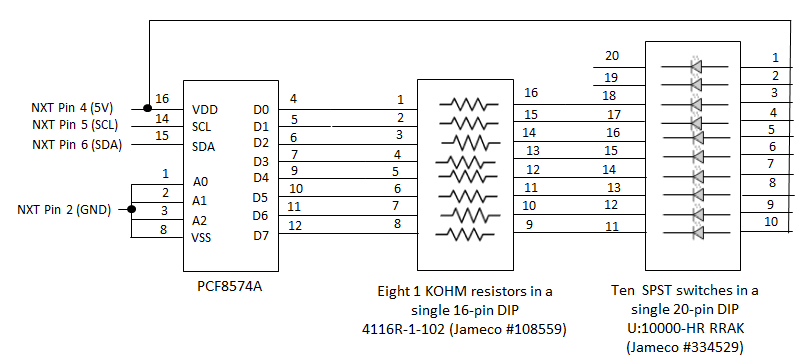 NXT Pin 4 (5V)
NXT Pin 5 (SCL)
NXT Pin 6 (SDA)
NXT Pin 2 (GND)
16
14
15
1
2
3
8
VDD
SCL
SDA
A0
A1
A2
VSS
D0
D1
D2
D3
D4
D5
D6
D7
4
5
6
7
9
10
11
12
PCF8574A
1
2
3
4
5
6
7
8
16
15
14
13
12
11
10
9
Eight 1 KOHM resistors in a
single 16-pin DIP
4116R-1-102 (Jameco #108559)
20
19
18
17
16
15
14
13
12
11
1
2
3
4
5
6
7
8
9
10
Ten SPST switches in a
single 20-pin DIP
U:10000-HR RRAK
(Jameco #334529)